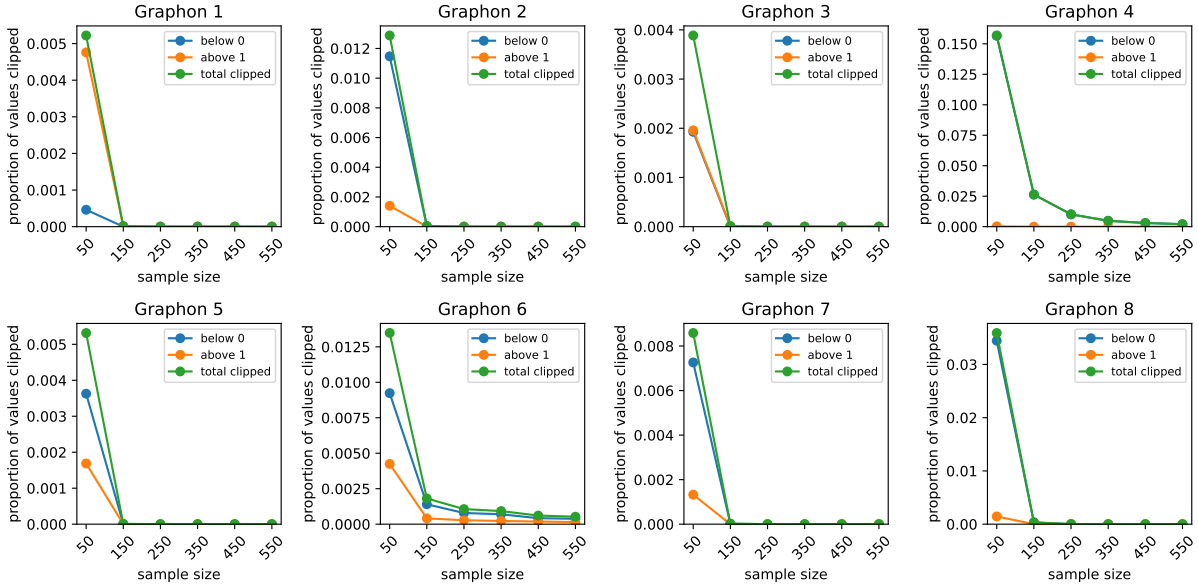 Graphon 1
proportion of values clipped
0.005
0.004
0.003
0.002
0.001
0.000
below 0
above 1
total clipped
50 150 250 350 450 550
sample size
Graphon 2
proportion of values clipped
0.012
0.010
0.008
0.006
0.004
0.002
0.000
below 0
above 1
total clipped
50 150 250 350 450 550
sample size
Graphon 3
proportion of values clipped
0.004
0.003
0.002
0.001
0.000
below 0
above 1
total clipped
50 150 250 350 450 550
sample size
Graphon 4
proportion of values clipped
0.150
0.125
0.100
0.075
0.050
0.025
0.000
below 0
above 1
total clipped
50 150 250 350 450 550
sample size
Graphon 5
proportion of values clipped
0.005
0.004
0.003
0.002
0.001
0.000
below 0
above 1
total clipped
50 150 250 350 450 550
sample size
Graphon 6
proportion of values clipped
0.0125
0.0100
0.0075
0.0050
0.0025
0.0000
below 0
above 1
total clipped
50 150 250 350 450 550
sample size
Graphon 7
proportion of values clipped
0.008
0.006
0.004
0.002
0.000
below 0
above 1
total clipped
50 150 250 350 450 550
sample size
Graphon 8
proportion of values clipped
0.03
0.02
0.01
0.00
below 0
above 1
total clipped
50 150 250 350 450 550
sample size